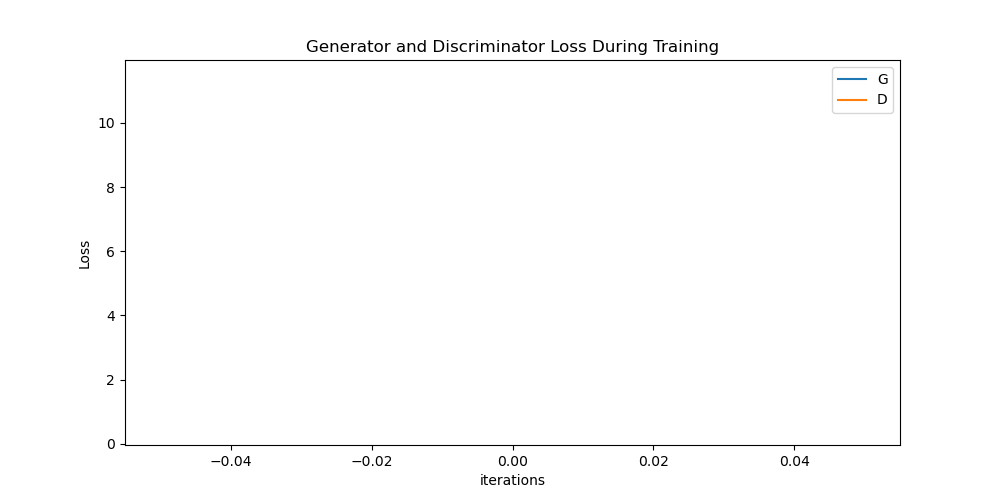 Generator and Discriminator Loss During Training
G
D
10
8
6
4
2
0
Loss
−0.04 −0.02 0.00 0.02 0.04
iterations